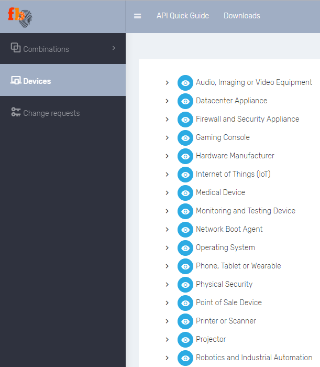 API Quick Guide Downloads
Combinations
Devices
Change requests
Audio, Imaging or Video Equipment
Datacenter Appliance
Firewall and Security Appliance
Gaming Console
Hardware Manufacturer
Internet of Things (IoT)
Medical Device
Monitoring and Testing Device
Network Boot Agent
Operating System
Phone, Tablet or Wearable
Physical Security
Point of Sale Device
Printer or Scanner
Projector
Robotics and Industrial Automation